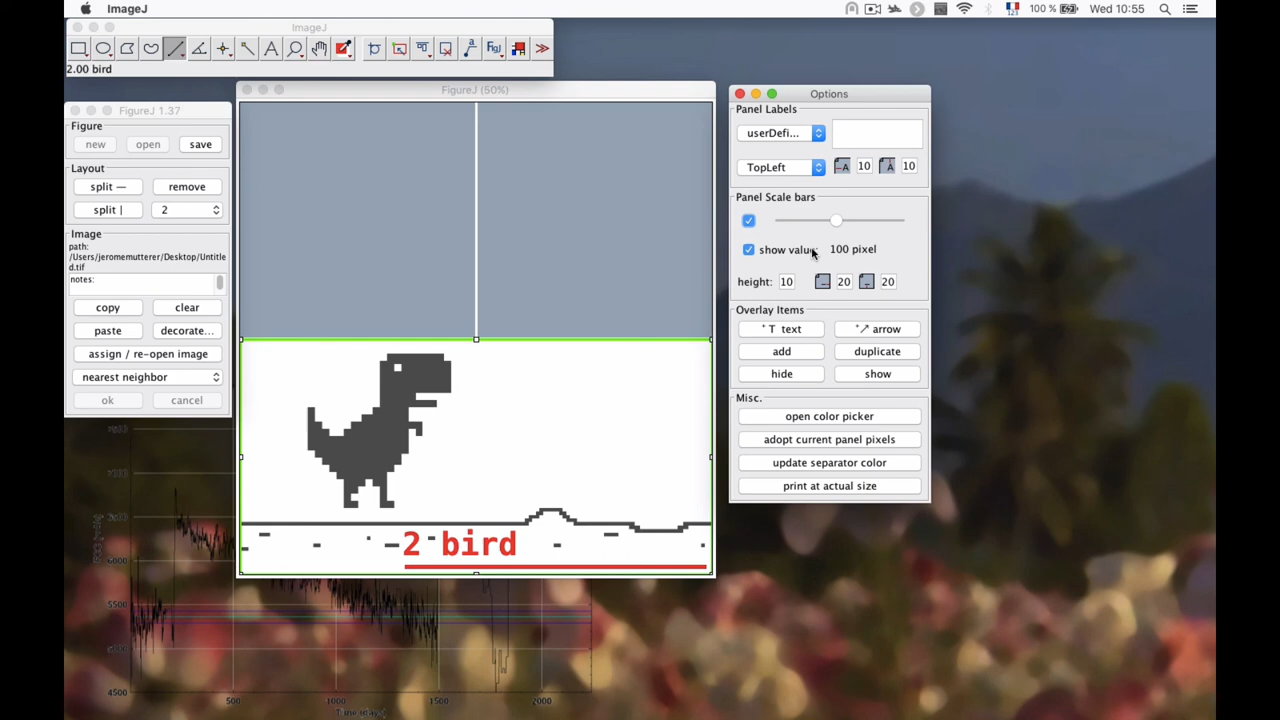 ImageJ
123
100 %
Wed 10:55
ImageJ
2.00 bird
FigureJ 1.37
Figure
new open save
Layout
split — remove
split | 2
Image
path:
/Users/jeromemutterer/Desktop/Untitle
d.tif
notes:
copy clear
paste decorate...
assign / re-open image
nearest neighbor
ok cancel
FigureJ (50%)
2 bird
Options
Panel Labels
userDefi...
TopLeft 10 10
Panel Scale bars
show value: 100 pixel
height: 10 20 20
Overlay Items
T text arrow
add duplicate
hide show
Misc.
open color picker
adopt current panel pixels
update separator color
print at actual size
6000
5500
4500
500 1000 1500 2000